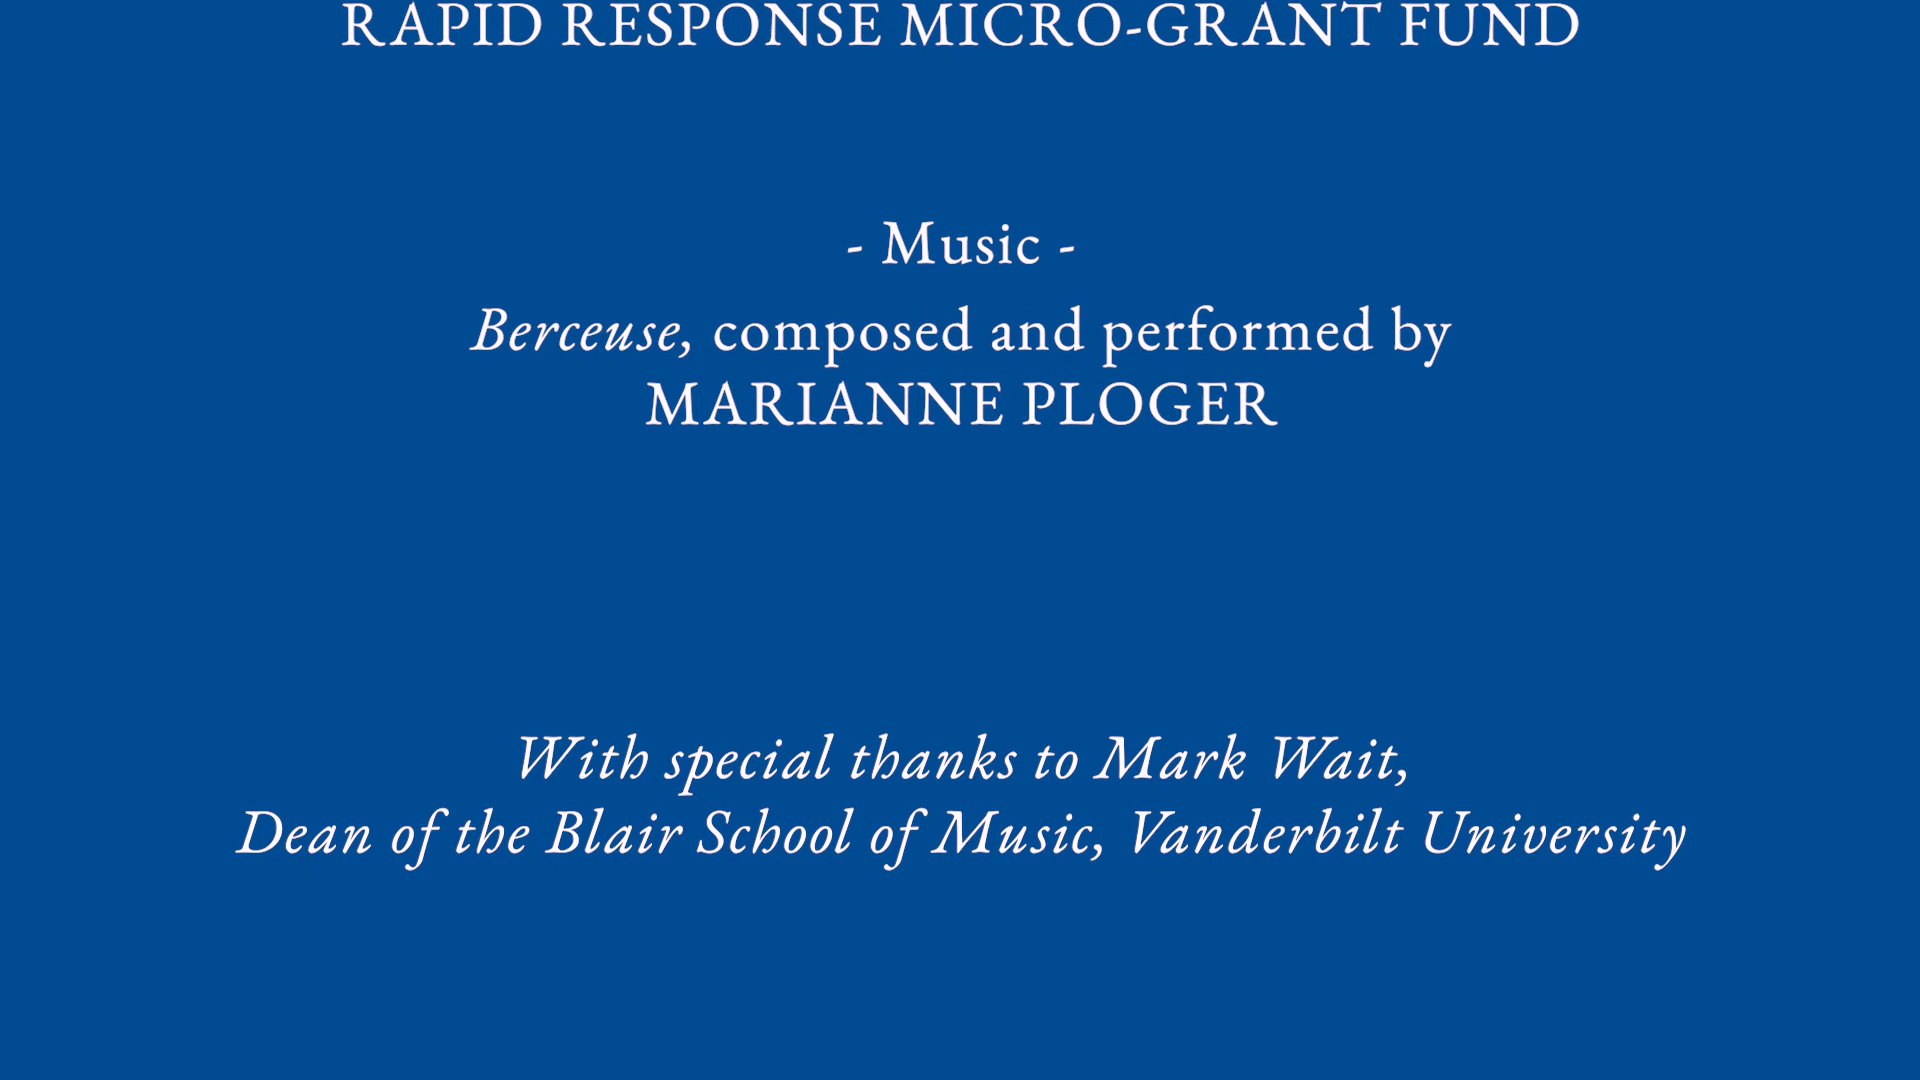 RAPID RESPONSE MICRO-GRANT FUND
- Music -
Berceuse, composed and performed by
MARIANNE PLOGER
With special thanks to Mark Wait,
Dean of the Blair School of Music, Vanderbilt University